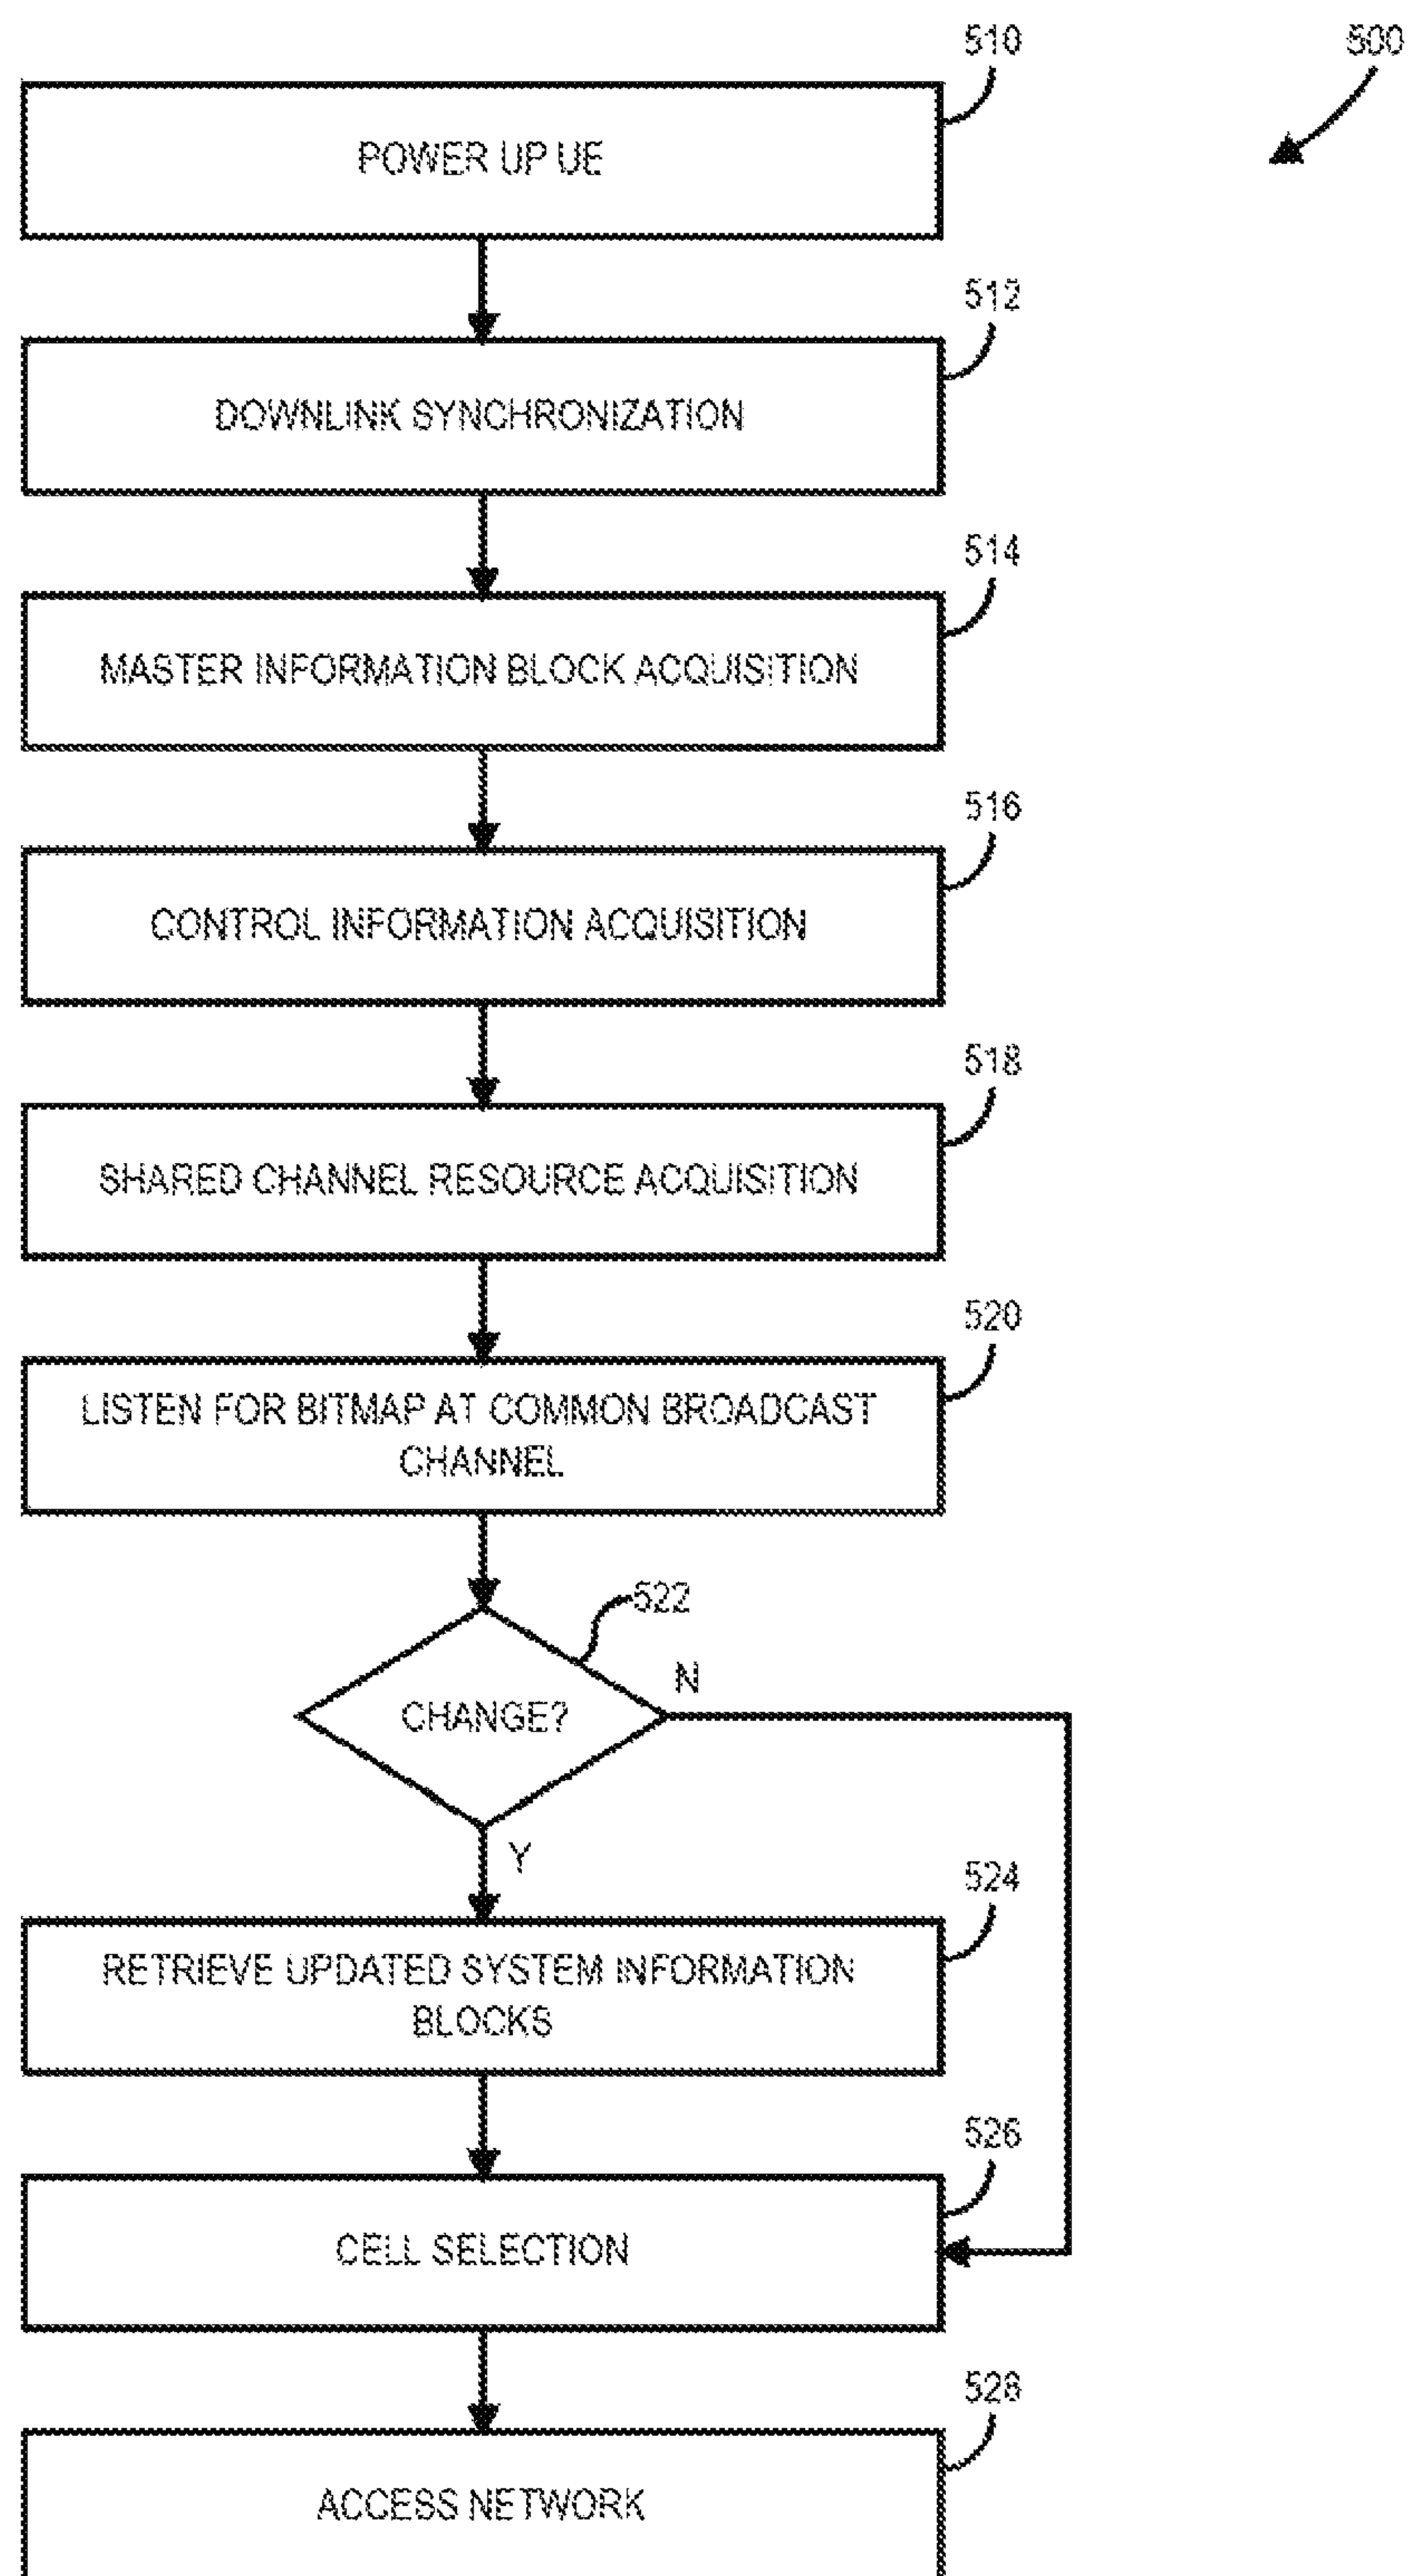 510
500
POWER UP UE
512
DOWNLINK SYNCHRONIZATION
514
MASTER INFORMATION BLOCK ACQUISITION
516
CONTROL INFORMATION ACQUISITION
518
SHARED CHANNEL RESOURCE ACQUISITION
520
LISTEN FOR BITMAP AT COMMON BROADCAST
CHANNEL
522
N
CHANGE?
Y
524
RETRIEVE UPDATED SYSTEM INFORMATION
BLOCKS
526
CELL SELECTION
528
ACCESS NETWORK